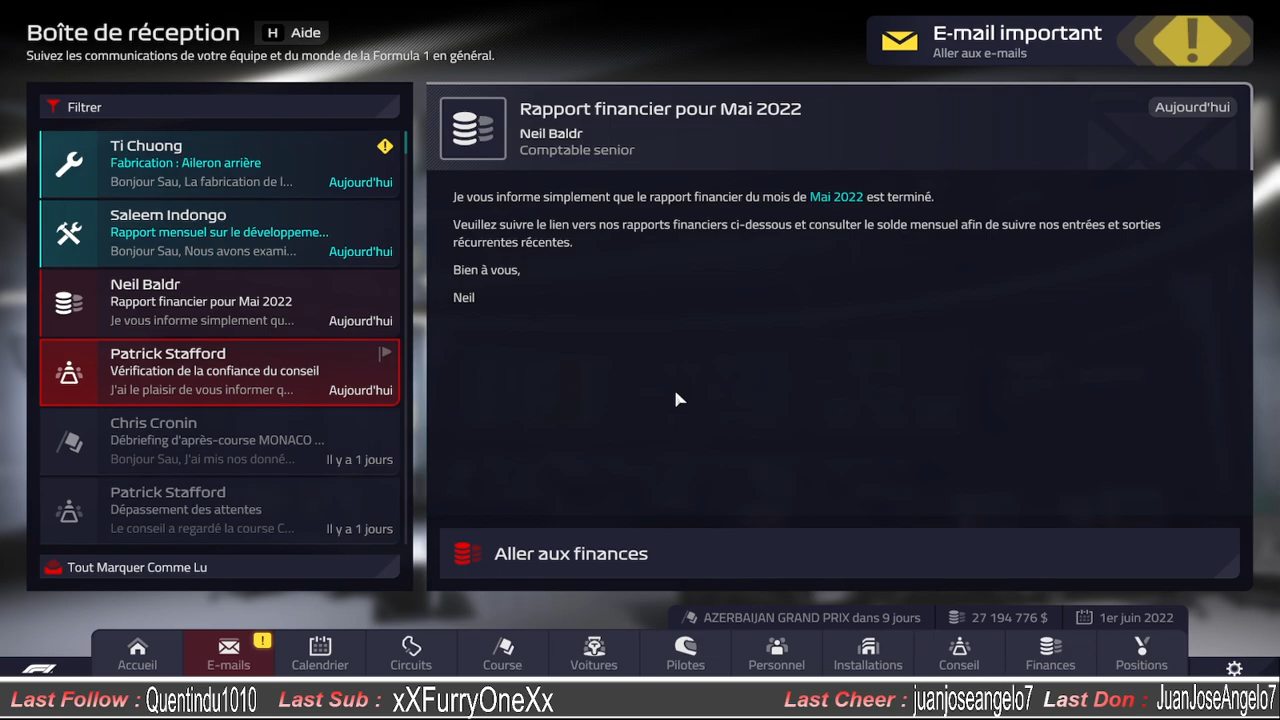 Boîte de réception
H Aide
Suivez les communications de votre équipe et du monde de la Formula 1 en général.
E-mail important
Aller aux e-mails
Filtrer
Ti Chuong
Fabrication : Aileron arrière
Bonjour Sau, La fabrication de l... Aujourd'hui
Saleem Indongo
Rapport mensuel sur le développeme...
Bonjour Sau, Nous avons exami... Aujourd'hui
Neil Baldr
Rapport financier pour Mai 2022
Je vous informe simplement qu... Aujourd'hui
Patrick Stafford
Vérification de la confiance du conseil
J'ai le plaisir de vous informer q... Aujourd'hui
Chris Cronin
Débriefing d'après-course MONACO ...
Bonjour Sau, J'ai mis nos donné... Il y a 1 jours
Patrick Stafford
Dépassement des attentes
Le conseil a regardé la course C... Il y a 1 jours
Tout Marquer Comme Lu
Rapport financier pour Mai 2022
Aujourd'hui
Neil Baldr
Comptable senior
Je vous informe simplement que le rapport financier du mois de Mai 2022 est terminé.
Veuillez suivre le lien vers nos rapports financiers ci-dessous et consulter le solde mensuel afin de suivre nos entrées et sorties
récurrentes récentes.
Bien à vous,
Neil
Aller aux finances
AZERBAIJAN GRAND PRIX dans 9 jours 27 194 776 $ 1er juin 2022
Accueil E-mails Calendrier Circuits Course Voitures Pilotes Personnel Installations Conseil Finances Positions
Last Follow : Quentindu1010 Last Sub : xXFurryOneXx Last Cheer : juanjoseangelo7 Last Don : JuanJoseAngelo7